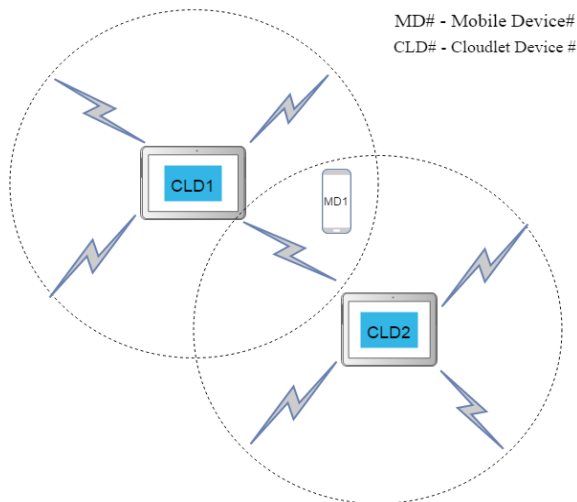 MD# - Mobile Device#
CLD# - Cloudlet Device #
CLD1
MD1
CLD2